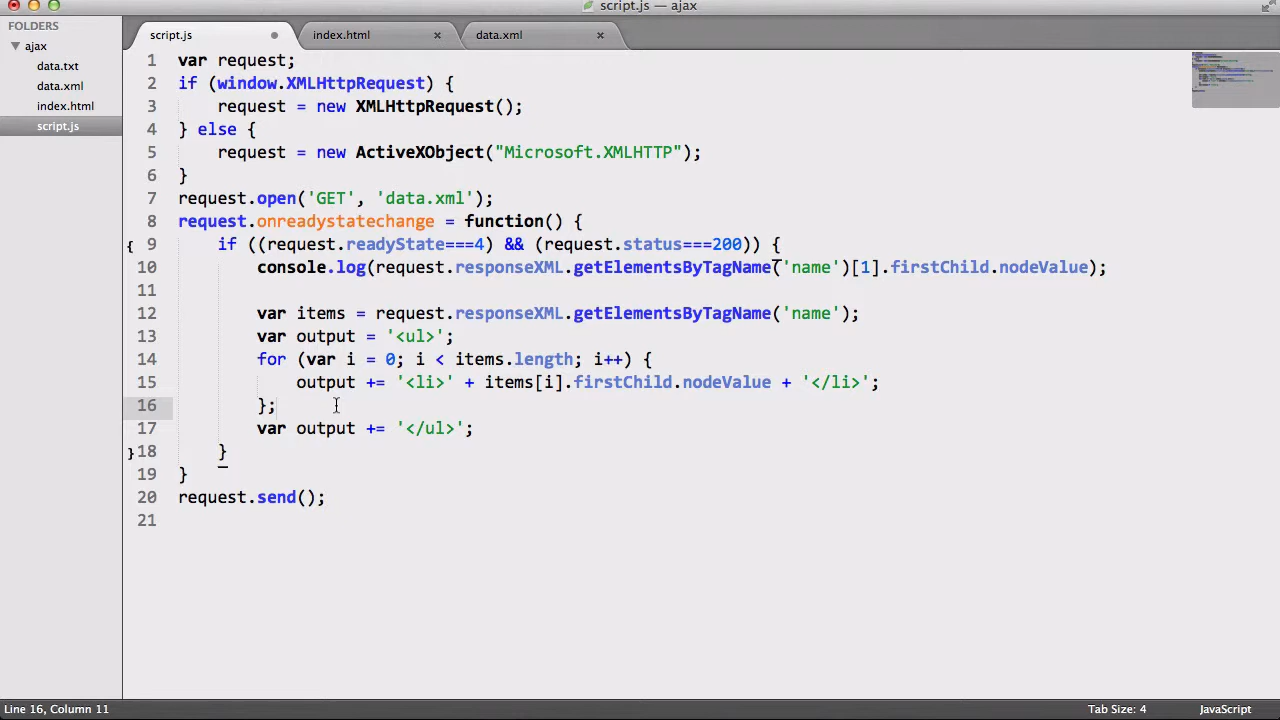 script.js — ajax
FOLDERS
ajax
data.txt
data.xml
index.html
script.js
script.js
index.html
data.xml
1 var request;
2 if (window.XMLHttpRequest) {
3 request = new XMLHttpRequest();
4 } else {
5 request = new ActiveXObject("Microsoft.XMLHTTP");
6 }
7 request.open('GET', 'data.xml');
8 request.onreadystatechange = function() {
9 if ((request.readyState===4) && (request.status===200)) {
10 console.log(request.responseXML.getElementsByTagName('name')[1].firstChild.nodeValue);
11
12 var items = request.responseXML.getElementsByTagName('name');
13 var output = '<ul>';
14 for (var i = 0; i < items.length; i++) {
15 output += '<li>' + items[i].firstChild.nodeValue + '</li>';
16 };
17 var output += '</ul>';
18 }
19 }
20 request.send();
21
Line 16, Column 11
Tab Size: 4
JavaScript